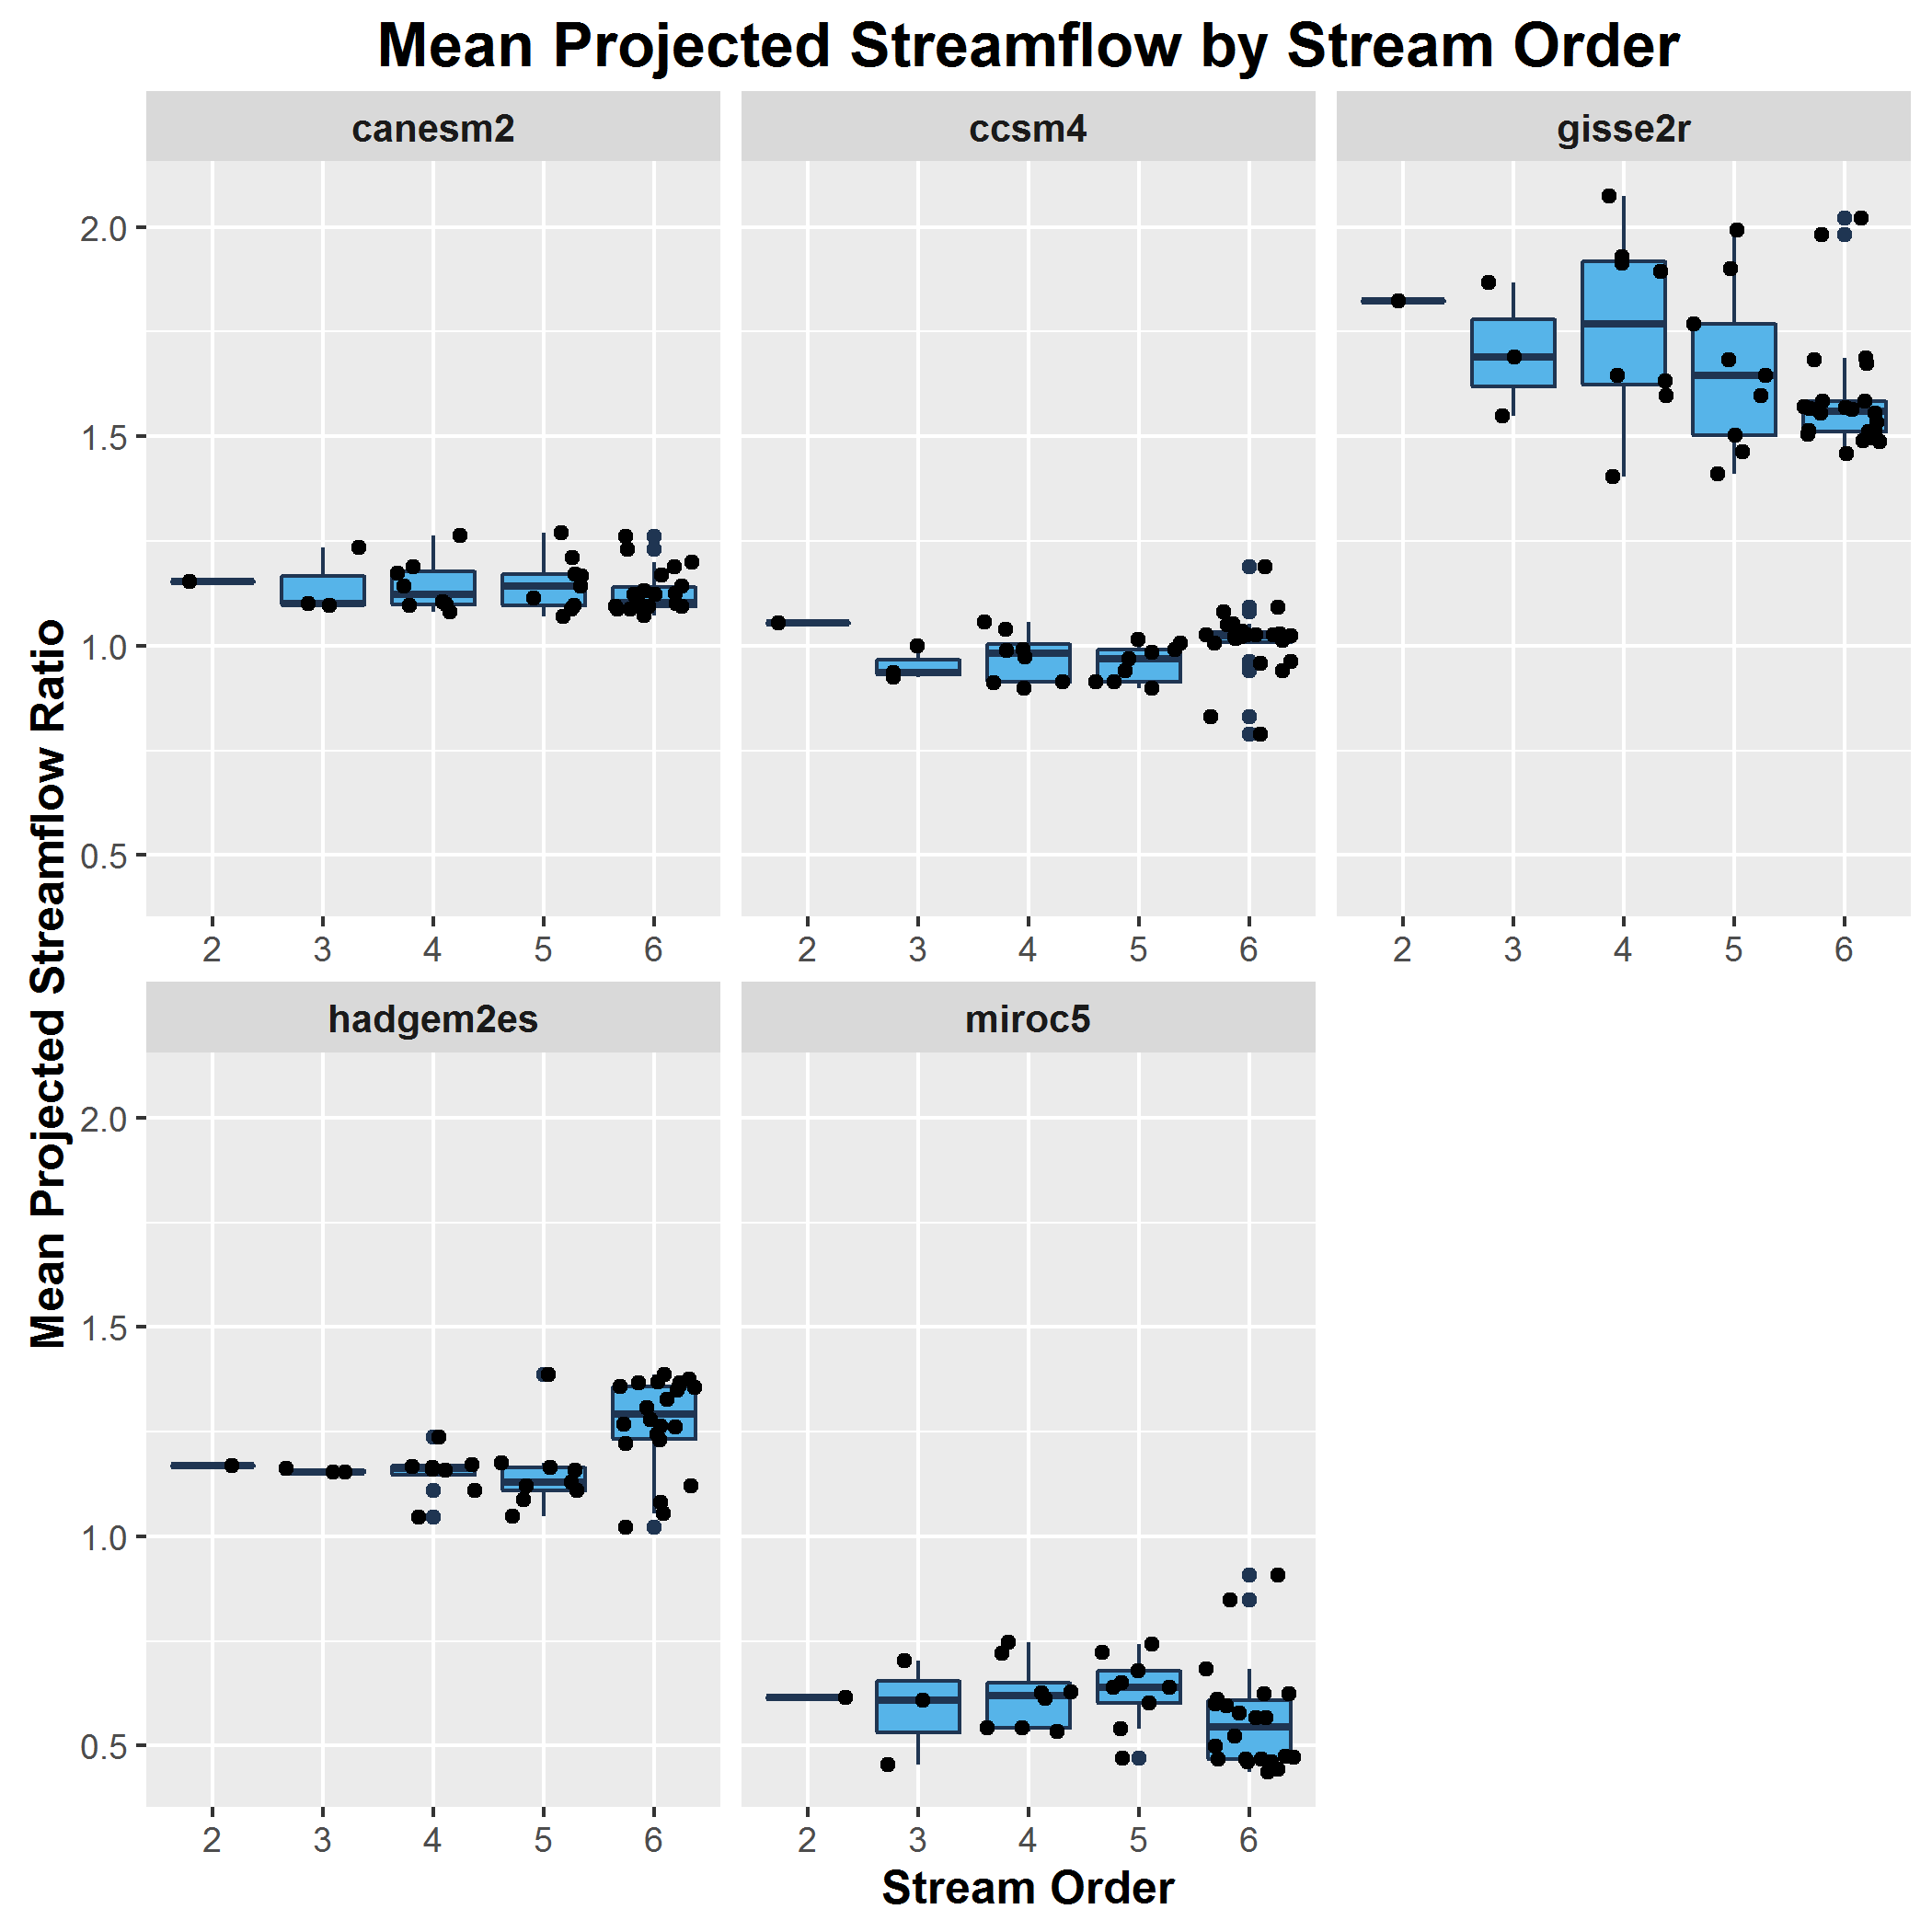 Mean Projected Streamflow by Stream Order
canesm2 ccsm4 gisse2r
2.0
1.5
1.0
0.5
2 3 4 5 6 2 3 4 5 6 2 3 4 5 6
Mean Projected Streamflow Ratio
hadgem2es miroc5
2.0
1.5
1.0
0.5
2 3 4 5 6 2 3 4 5 6
Stream Order